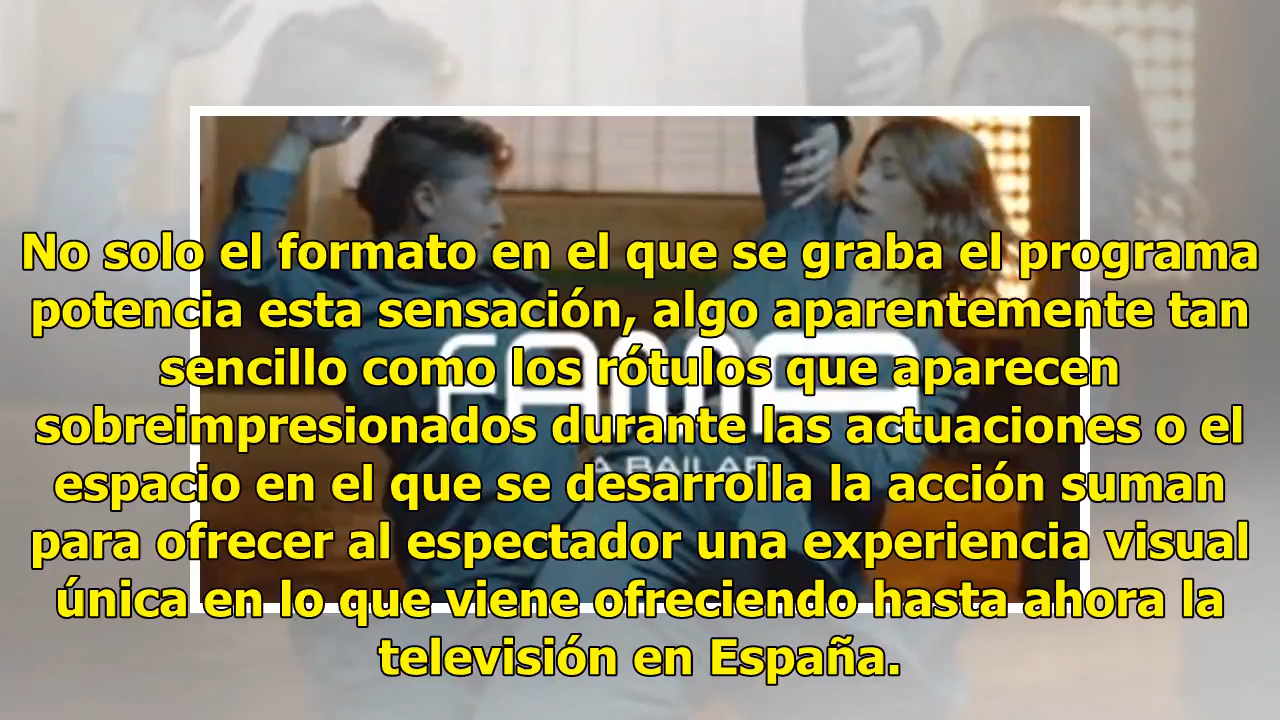 No solo el formato en el que se graba el programa
potencia esta sensación, algo aparentemente tan
sencillo como los rótulos que aparecen
sobreimpresionados durante las actuaciones o el
espacio en el que se desarrolla la acción suman
para ofrecer al espectador una experiencia visual
única en lo que viene ofreciendo hasta ahora la
televisión en España.
FAMA
A BAILAR